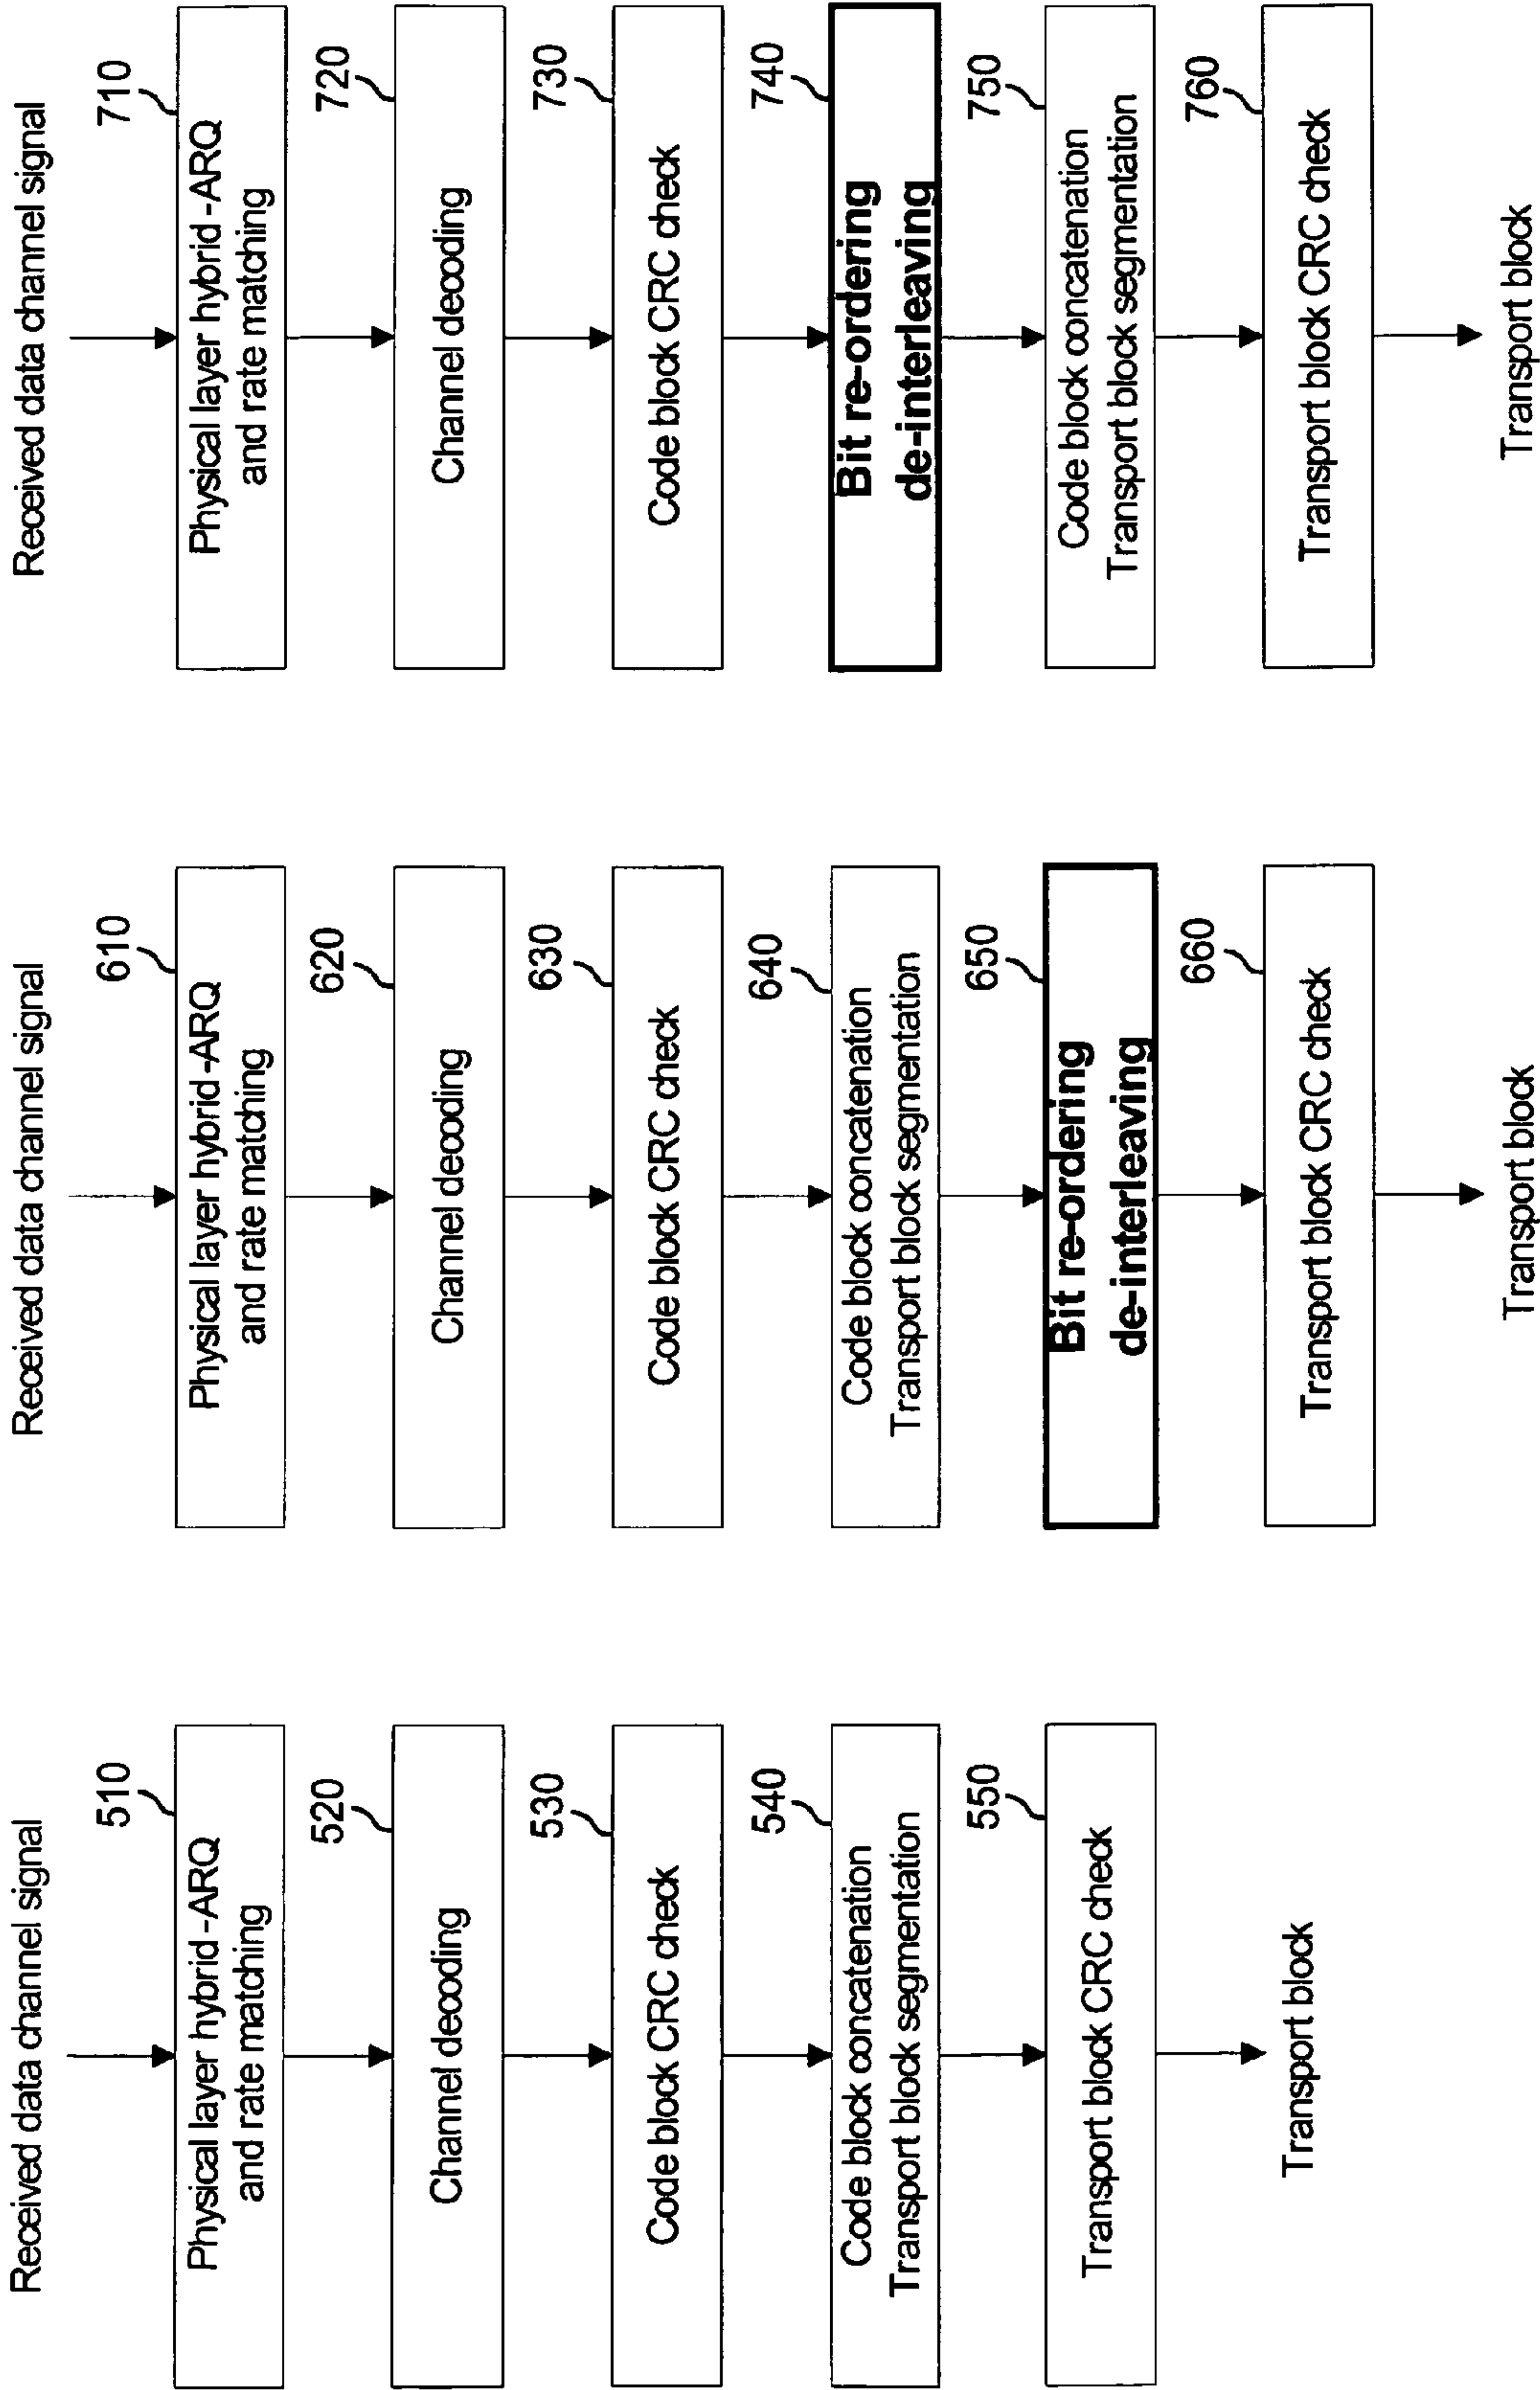 Received data channel signal
510
Physical layer hybrid-ARQ
and rate matching
520
Channel decoding
530
Code block CRC check
540
Code block concatenation
Transport block segmentation
550
Transport block CRC check
Transport block
Received data channel signal
610
Physical layer hybrid-ARQ
and rate matching
620
Channel decoding
630
Code block CRC check
640
Code block concatenation
Transport block segmentation
650
Bit re-ordering
de-interleaving
660
Transport block CRC check
Transport block
Received data channel signal
710
Physical layer hybrid-ARQ
and rate matching
720
Channel decoding
730
Code block CRC check
740
Bit re-ordering
de-interleaving
750
Code block concatenation
Transport block segmentation
760
Transport block CRC check
Transport block